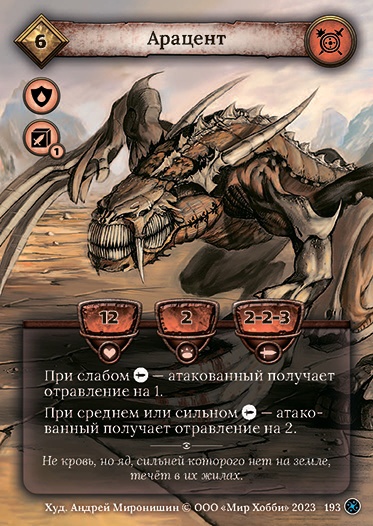 6
Арацент
1
12
2
2-2-3
При слабом — атакованный получает
отравление на 1.
При среднем или сильном — атако-
ванный получает отравление на 2.
Не кровь, но яд, сильней которого нет на земле,
течёт в их жилах.
Худ. Андрей Миронишин © ООО «Мир Хобби» 2023 193